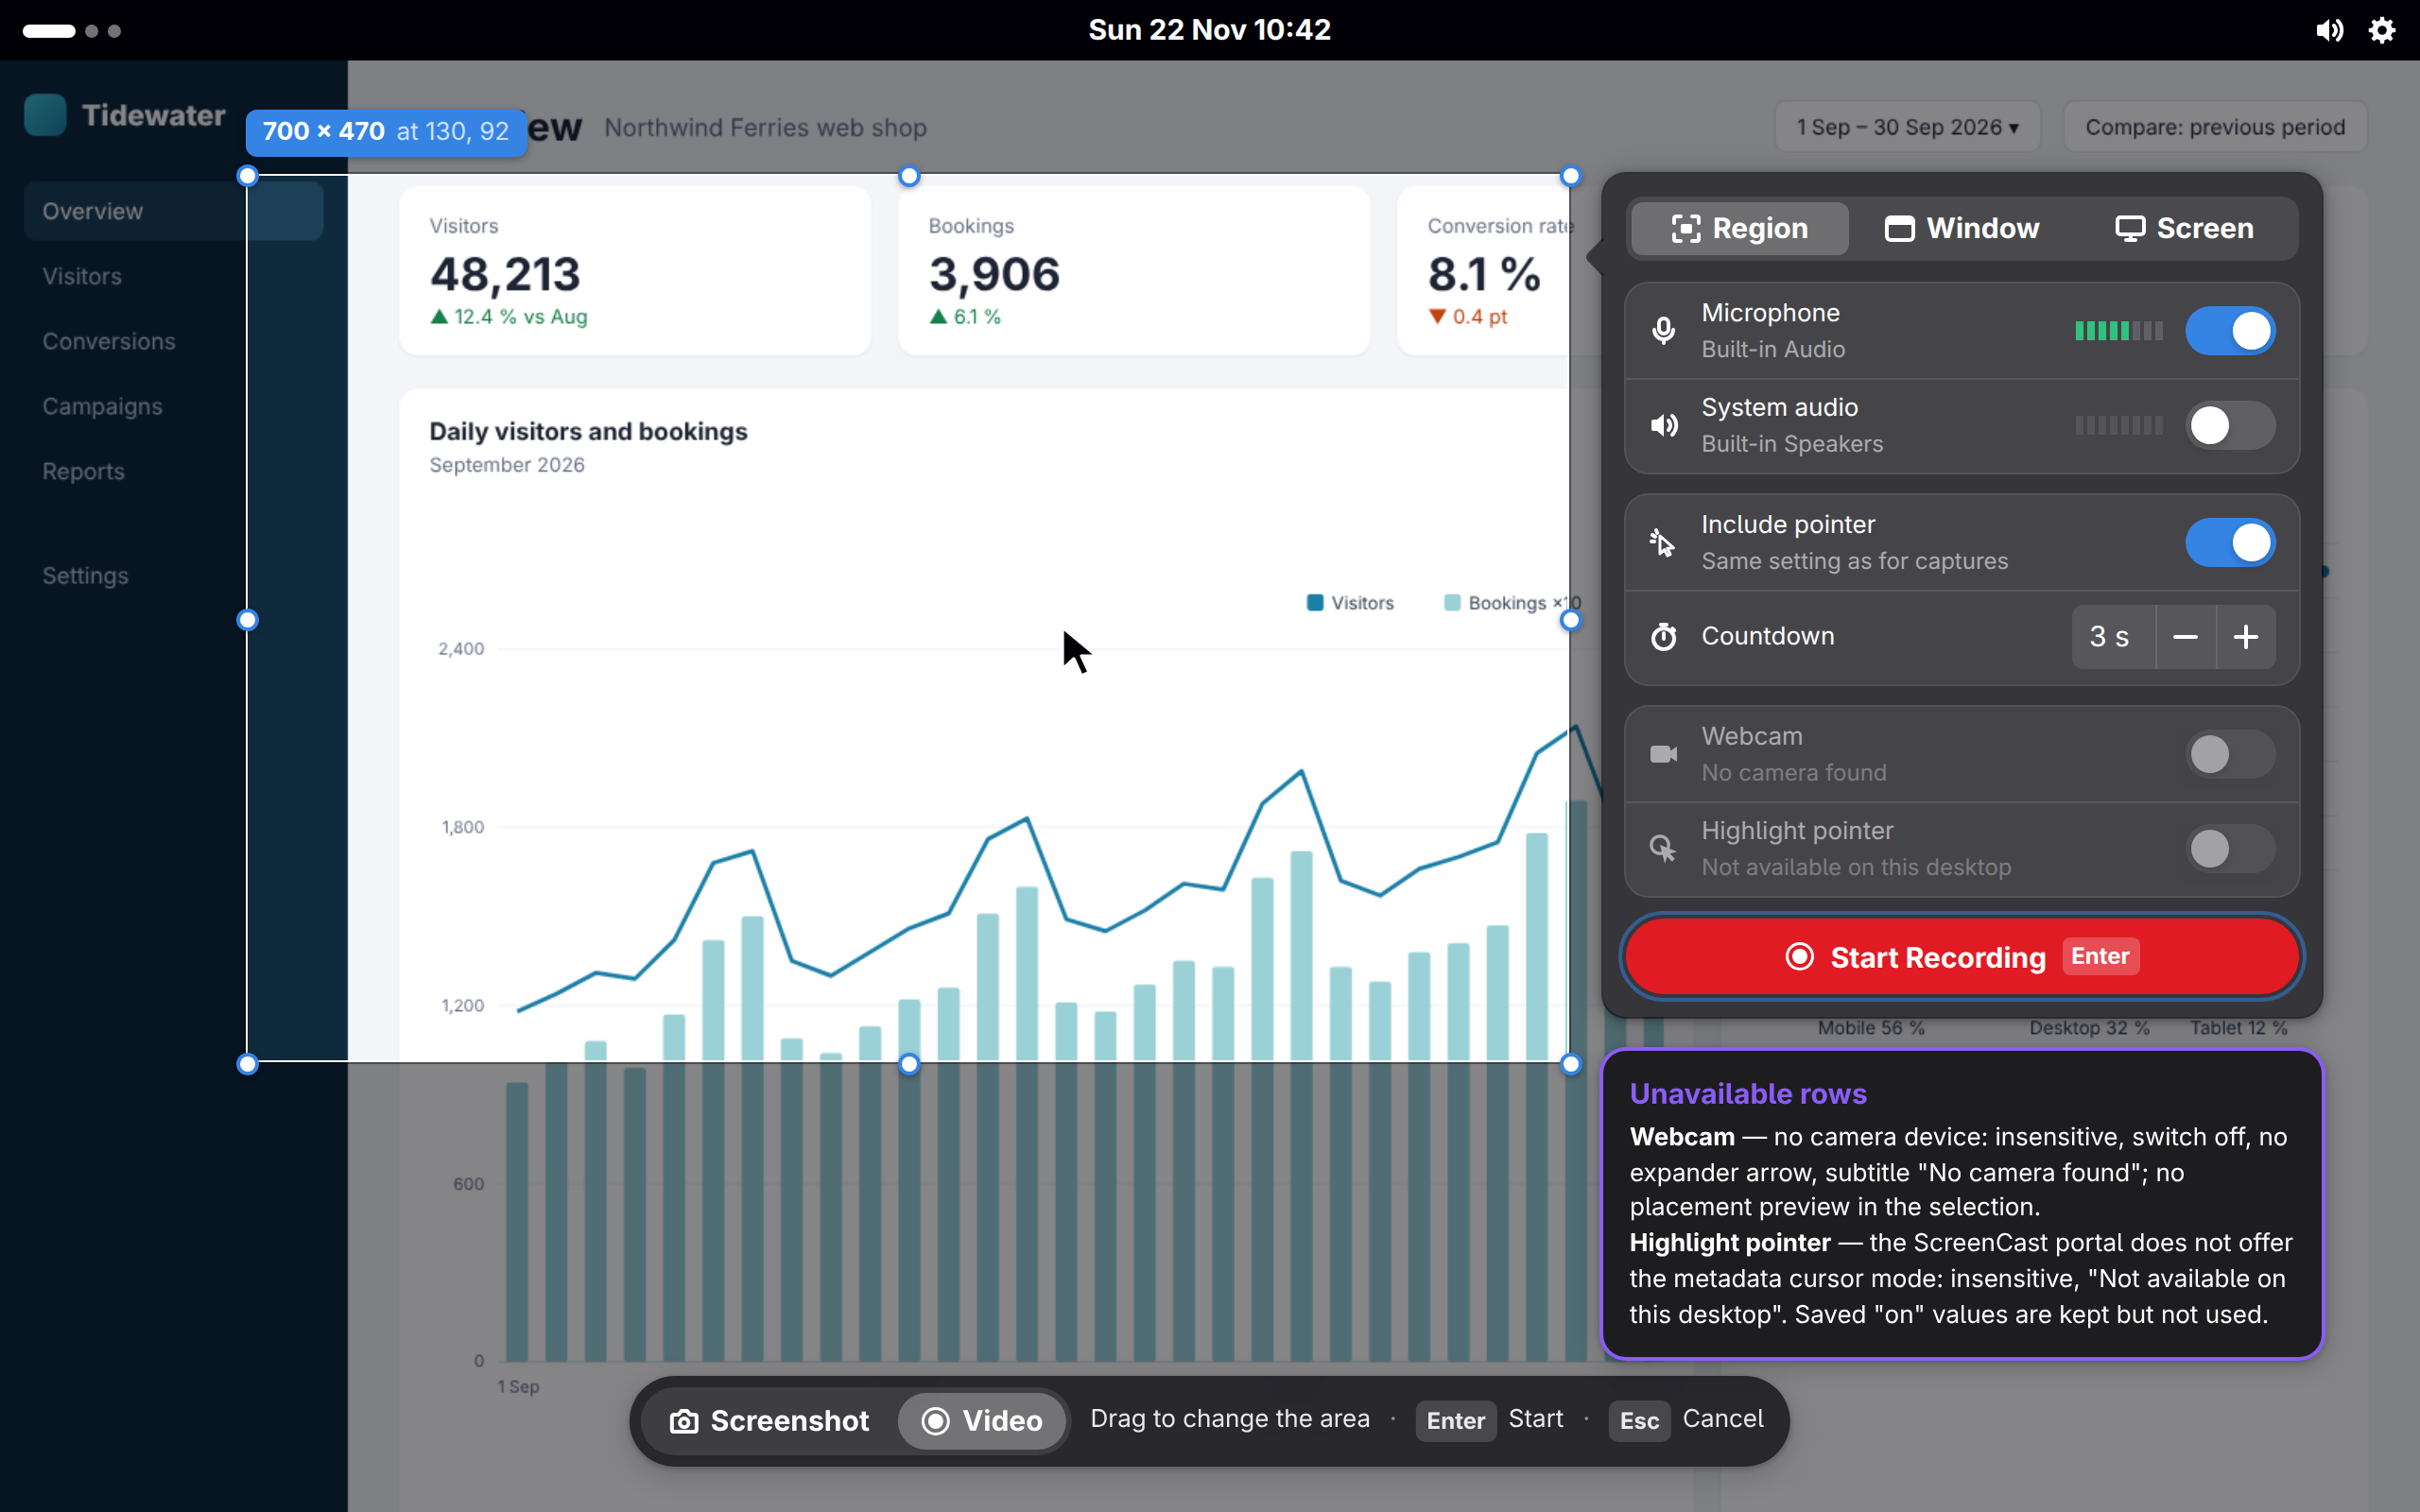 Sun 22 Nov 10:42
Tidewater
700 × 470 at 130, 92
ew
Northwind Ferries web shop
1 Sep – 30 Sep 2026 ▾
Compare: previous period
Overview
Visitors
Conversions
Campaigns
Reports
Settings
Visitors
48,213
▲ 12.4 % vs Aug
Bookings
3,906
▲ 6.1 %
Conversion rate
8.1 %
▼ 0.4 pt
Daily visitors and bookings
September 2026
Visitors
Bookings ×10
2,400
1,800
1,200
600
0
1 Sep
Region
Window
Screen
Microphone
Built-in Audio
System audio
Built-in Speakers
Include pointer
Same setting as for captures
Countdown
3 s
Webcam
No camera found
Highlight pointer
Not available on this desktop
Start Recording Enter
Mobile 56 %
Desktop 32 %
Tablet 12 %
Unavailable rows
Webcam — no camera device: insensitive, switch off, no
expander arrow, subtitle "No camera found"; no
placement preview in the selection.
Highlight pointer — the ScreenCast portal does not offer
the metadata cursor mode: insensitive, "Not available on
this desktop". Saved "on" values are kept but not used.
Screenshot
Video
Drag to change the area · Enter Start · Esc Cancel